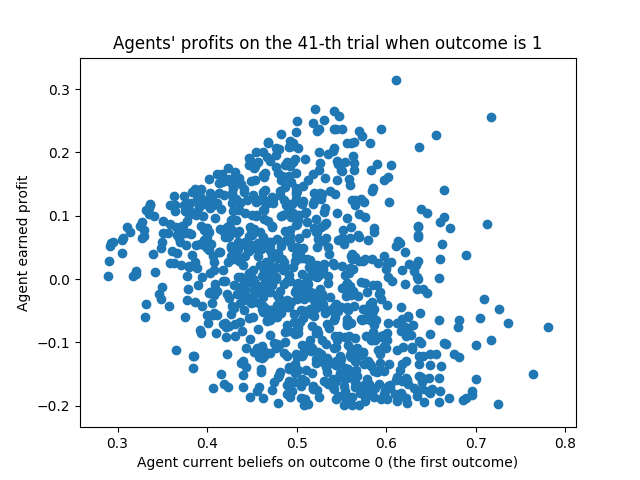 Agents' profits on the 41-th trial when outcome is 1
Agent earned profit
0.3
0.2
0.1
0.0
−0.1
−0.2
0.3 0.4 0.5 0.6 0.7 0.8
Agent current beliefs on outcome 0 (the first outcome)